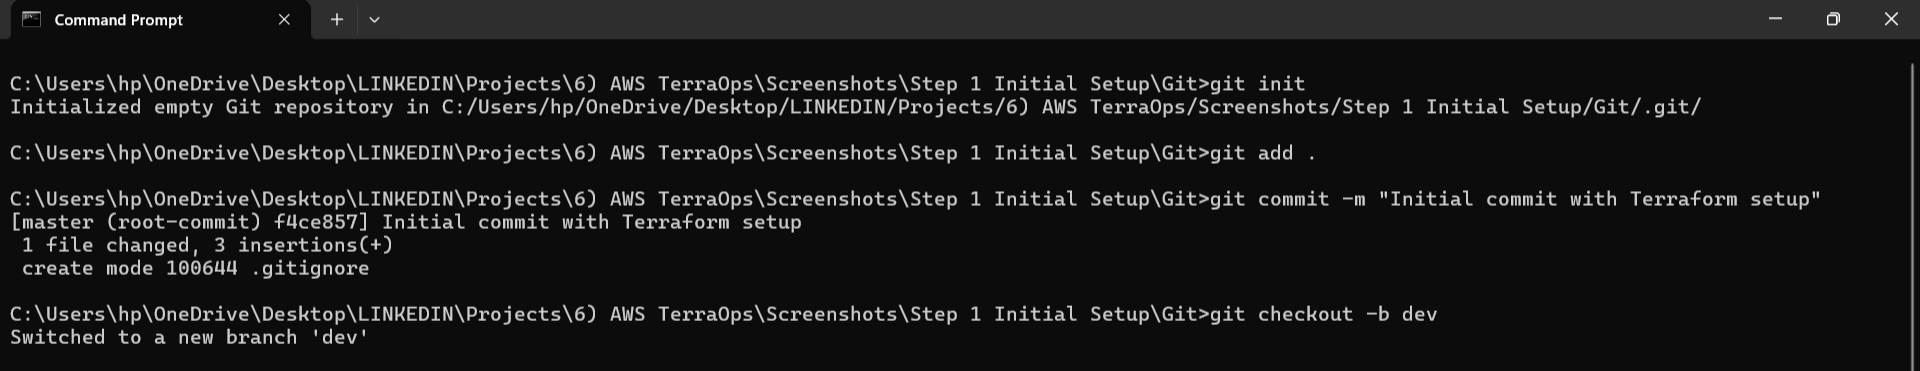 Command Prompt
C:\Users\hp\OneDrive\Desktop\LINKEDIN\Projects\6) AWS TerraOps\Screenshots\Step 1 Initial Setup\Git>git init
Initialized empty Git repository in C:/Users/hp/OneDrive/Desktop/LINKEDIN/Projects/6) AWS TerraOps/Screenshots/Step 1 Initial Setup/Git/.git/
C:\Users\hp\OneDrive\Desktop\LINKEDIN\Projects\6) AWS TerraOps\Screenshots\Step 1 Initial Setup\Git>git add .
C:\Users\hp\OneDrive\Desktop\LINKEDIN\Projects\6) AWS TerraOps\Screenshots\Step 1 Initial Setup\Git>git commit -m "Initial commit with Terraform setup"
[master (root-commit) f4ce857] Initial commit with Terraform setup
 1 file changed, 3 insertions(+)
 create mode 100644 .gitignore
C:\Users\hp\OneDrive\Desktop\LINKEDIN\Projects\6) AWS TerraOps\Screenshots\Step 1 Initial Setup\Git>git checkout -b dev
Switched to a new branch 'dev'